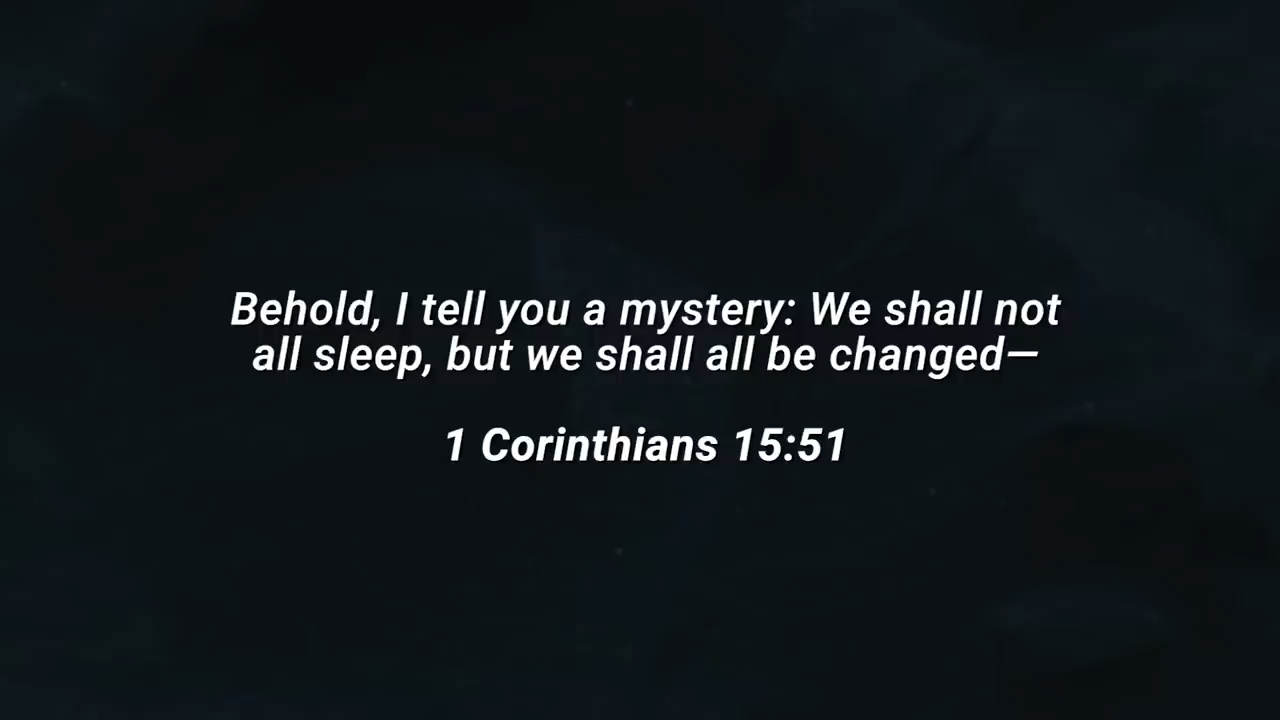 Behold, I tell you a mystery: We shall not
all sleep, but we shall all be changed—
1 Corinthians 15:51